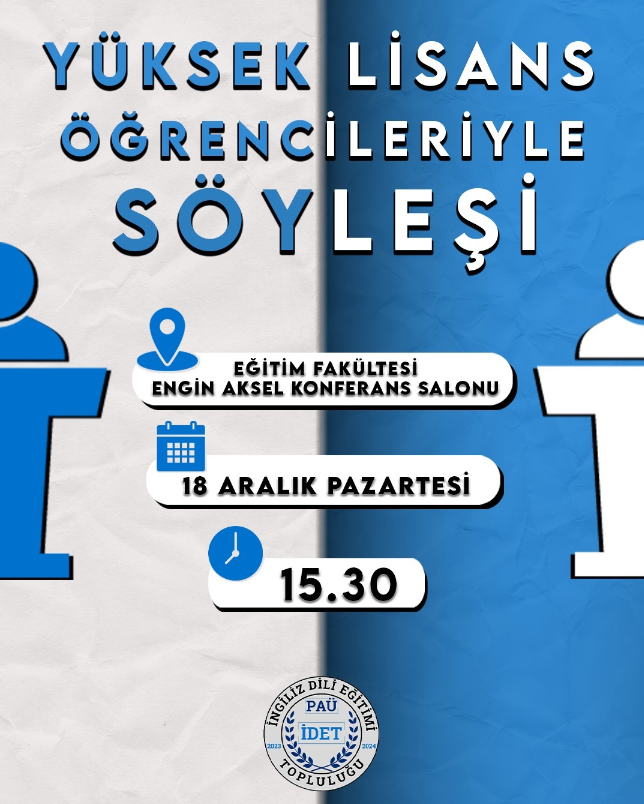 YÜKSEK LİSANS
ÖĞRENCİLERİYLE
SÖYLEŞİ
EĞİTİM FAKÜLTESİ
ENGİN AKSEL KONFERANS SALONU
18 ARALIK PAZARTESİ
15.30
İNGİLİZ DİLİ EĞİTİMİ
PAÜ
İDET
2023 2024
TOPLULUĞU